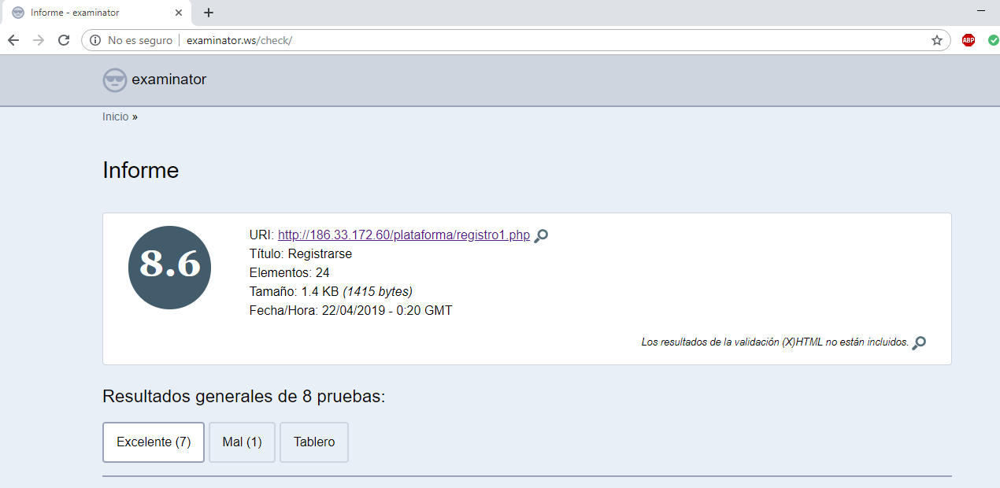 Informe - examinator
No es seguro | examinator.ws/check/
ABP
examinator
Inicio »
Informe
8.6
URI: http://186.33.172.60/plataforma/registro1.php
Título: Registrarse
Elementos: 24
Tamaño: 1.4 KB (1415 bytes)
Fecha/Hora: 22/04/2019 - 0:20 GMT
Los resultados de la validación (X)HTML no están incluidos.
Resultados generales de 8 pruebas:
Excelente (7) Mal (1) Tablero